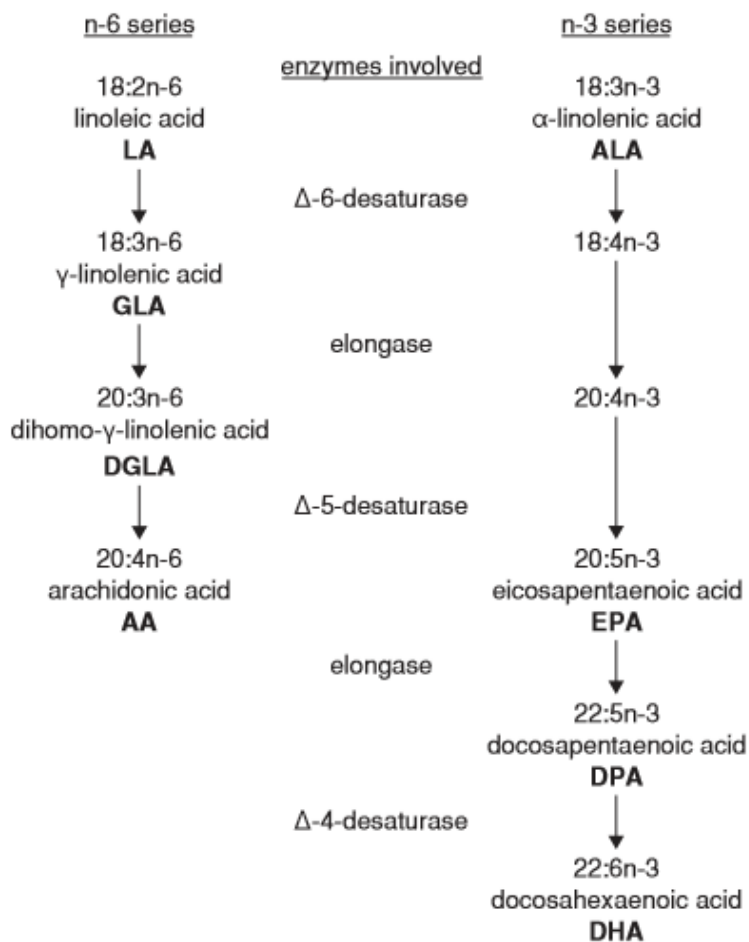 n-6 series
n-3 series
enzymes involved
18:2n-6
linoleic acid
LA
18:3n-3
α-linolenic acid
ALA
Δ-6-desaturase
18:3n-6
γ-linolenic acid
GLA
18:4n-3
elongase
20:3n-6
dihomo-γ-linolenic acid
DGLA
20:4n-3
Δ-5-desaturase
20:4n-6
arachidonic acid
AA
20:5n-3
eicosapentaenoic acid
EPA
elongase
22:5n-3
docosapentaenoic acid
DPA
Δ-4-desaturase
22:6n-3
docosahexaenoic acid
DHA